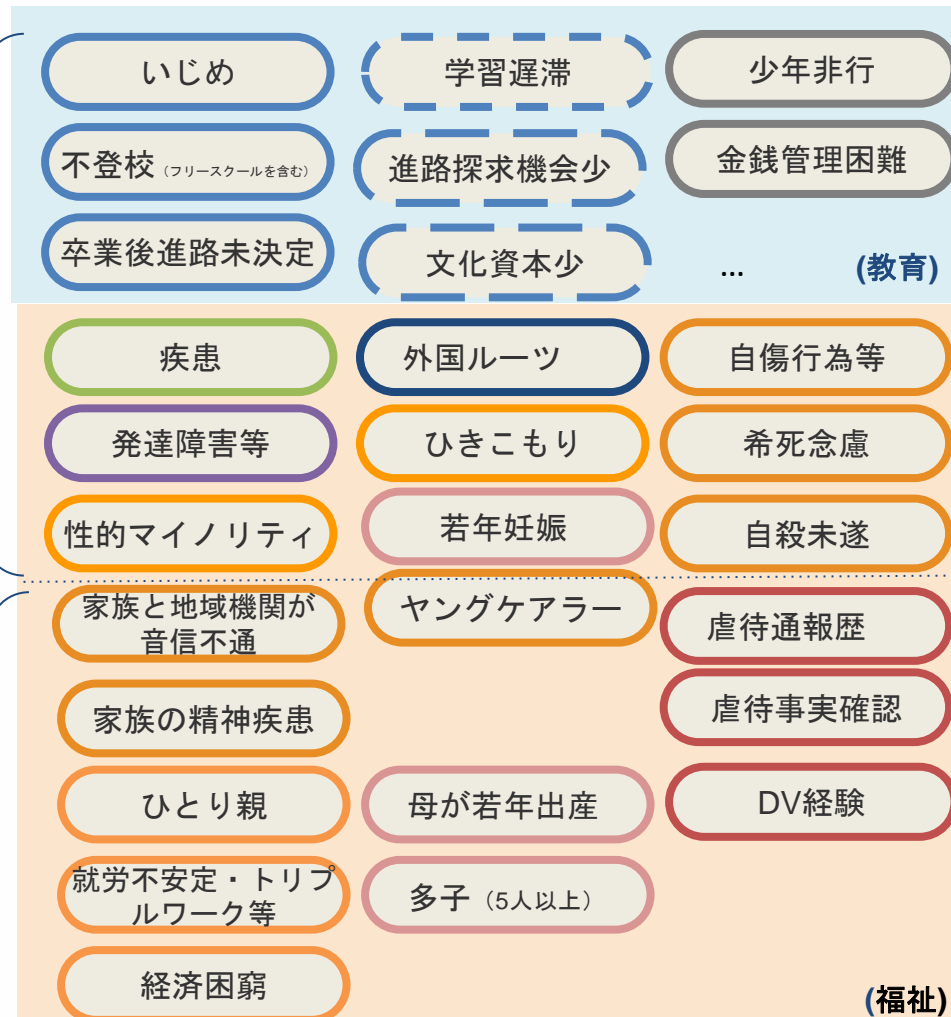 いじめ
学習遅滞
少年非行
不登校（フリースクールを含む）
進路探求機会少
金銭管理困難
卒業後進路未決定
文化資本少
...
(教育)
疾患
外国ルーツ
自傷行為等
発達障害等
ひきこもり
希死念慮
性的マイノリティ
若年妊娠
自殺未遂
家族と地域機関が
音信不通
ヤングケアラー
虐待通報歴
家族の精神疾患
虐待事実確認
ひとり親
母が若年出産
DV経験
就労不安定・トリプ
ルワーク等
多子（5人以上）
経済困窮
(福祉)